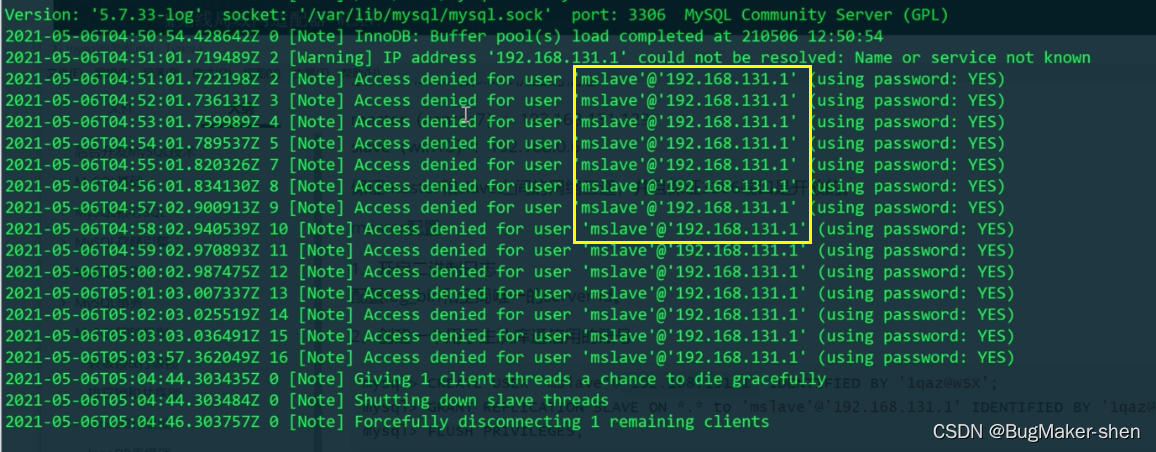 Version: '5.7.33-log'  socket: '/var/lib/mysql/mysql.sock'  port: 3306  MySQL Community Server (GPL)
2021-05-06T04:50:54.428642Z 0 [Note] InnoDB: Buffer pool(s) load completed at 210506 12:50:54
2021-05-06T04:51:01.719489Z 2 [Warning] IP address '192.168.131.1' could not be resolved: Name or service not known
2021-05-06T04:51:01.722198Z 2 [Note] Access denied for user 'mslave'@'192.168.131.1' (using password: YES)
2021-05-06T04:52:01.736131Z 3 [Note] Access denied for user 'mslave'@'192.168.131.1' (using password: YES)
2021-05-06T04:53:01.759989Z 4 [Note] Access denied for user 'mslave'@'192.168.131.1' (using password: YES)
2021-05-06T04:54:01.789537Z 5 [Note] Access denied for user 'mslave'@'192.168.131.1' (using password: YES)
2021-05-06T04:55:01.820326Z 7 [Note] Access denied for user 'mslave'@'192.168.131.1' (using password: YES)
2021-05-06T04:56:01.834130Z 8 [Note] Access denied for user 'mslave'@'192.168.131.1' (using password: YES)
2021-05-06T04:57:02.900913Z 9 [Note] Access denied for user 'mslave'@'192.168.131.1' (using password: YES)
2021-05-06T04:58:02.940539Z 10 [Note] Access denied for user 'mslave'@'192.168.131.1' (using password: YES)
2021-05-06T04:59:02.970893Z 11 [Note] Access denied for user 'mslave'@'192.168.131.1' (using password: YES)
2021-05-06T05:00:02.987475Z 12 [Note] Access denied for user 'mslave'@'192.168.131.1' (using password: YES)
2021-05-06T05:01:03.007337Z 13 [Note] Access denied for user 'mslave'@'192.168.131.1' (using password: YES)
2021-05-06T05:02:03.025519Z 14 [Note] Access denied for user 'mslave'@'192.168.131.1' (using password: YES)
2021-05-06T05:03:03.036491Z 15 [Note] Access denied for user 'mslave'@'192.168.131.1' (using password: YES)
2021-05-06T05:03:57.362049Z 16 [Note] Access denied for user 'mslave'@'192.168.131.1' (using password: YES)
2021-05-06T05:04:44.303435Z 0 [Note] Giving 1 client threads a chance to die gracefully
2021-05-06T05:04:44.303484Z 0 [Note] Shutting down slave threads
2021-05-06T05:04:46.303757Z 0 [Note] Forcefully disconnecting 1 remaining clients
CSDN @BugMaker-shen